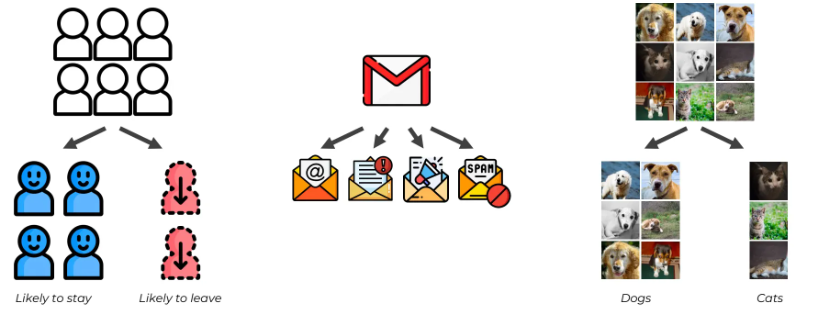 @
!
SPAM
Likely to stay
Likely to leave
Dogs
Cats